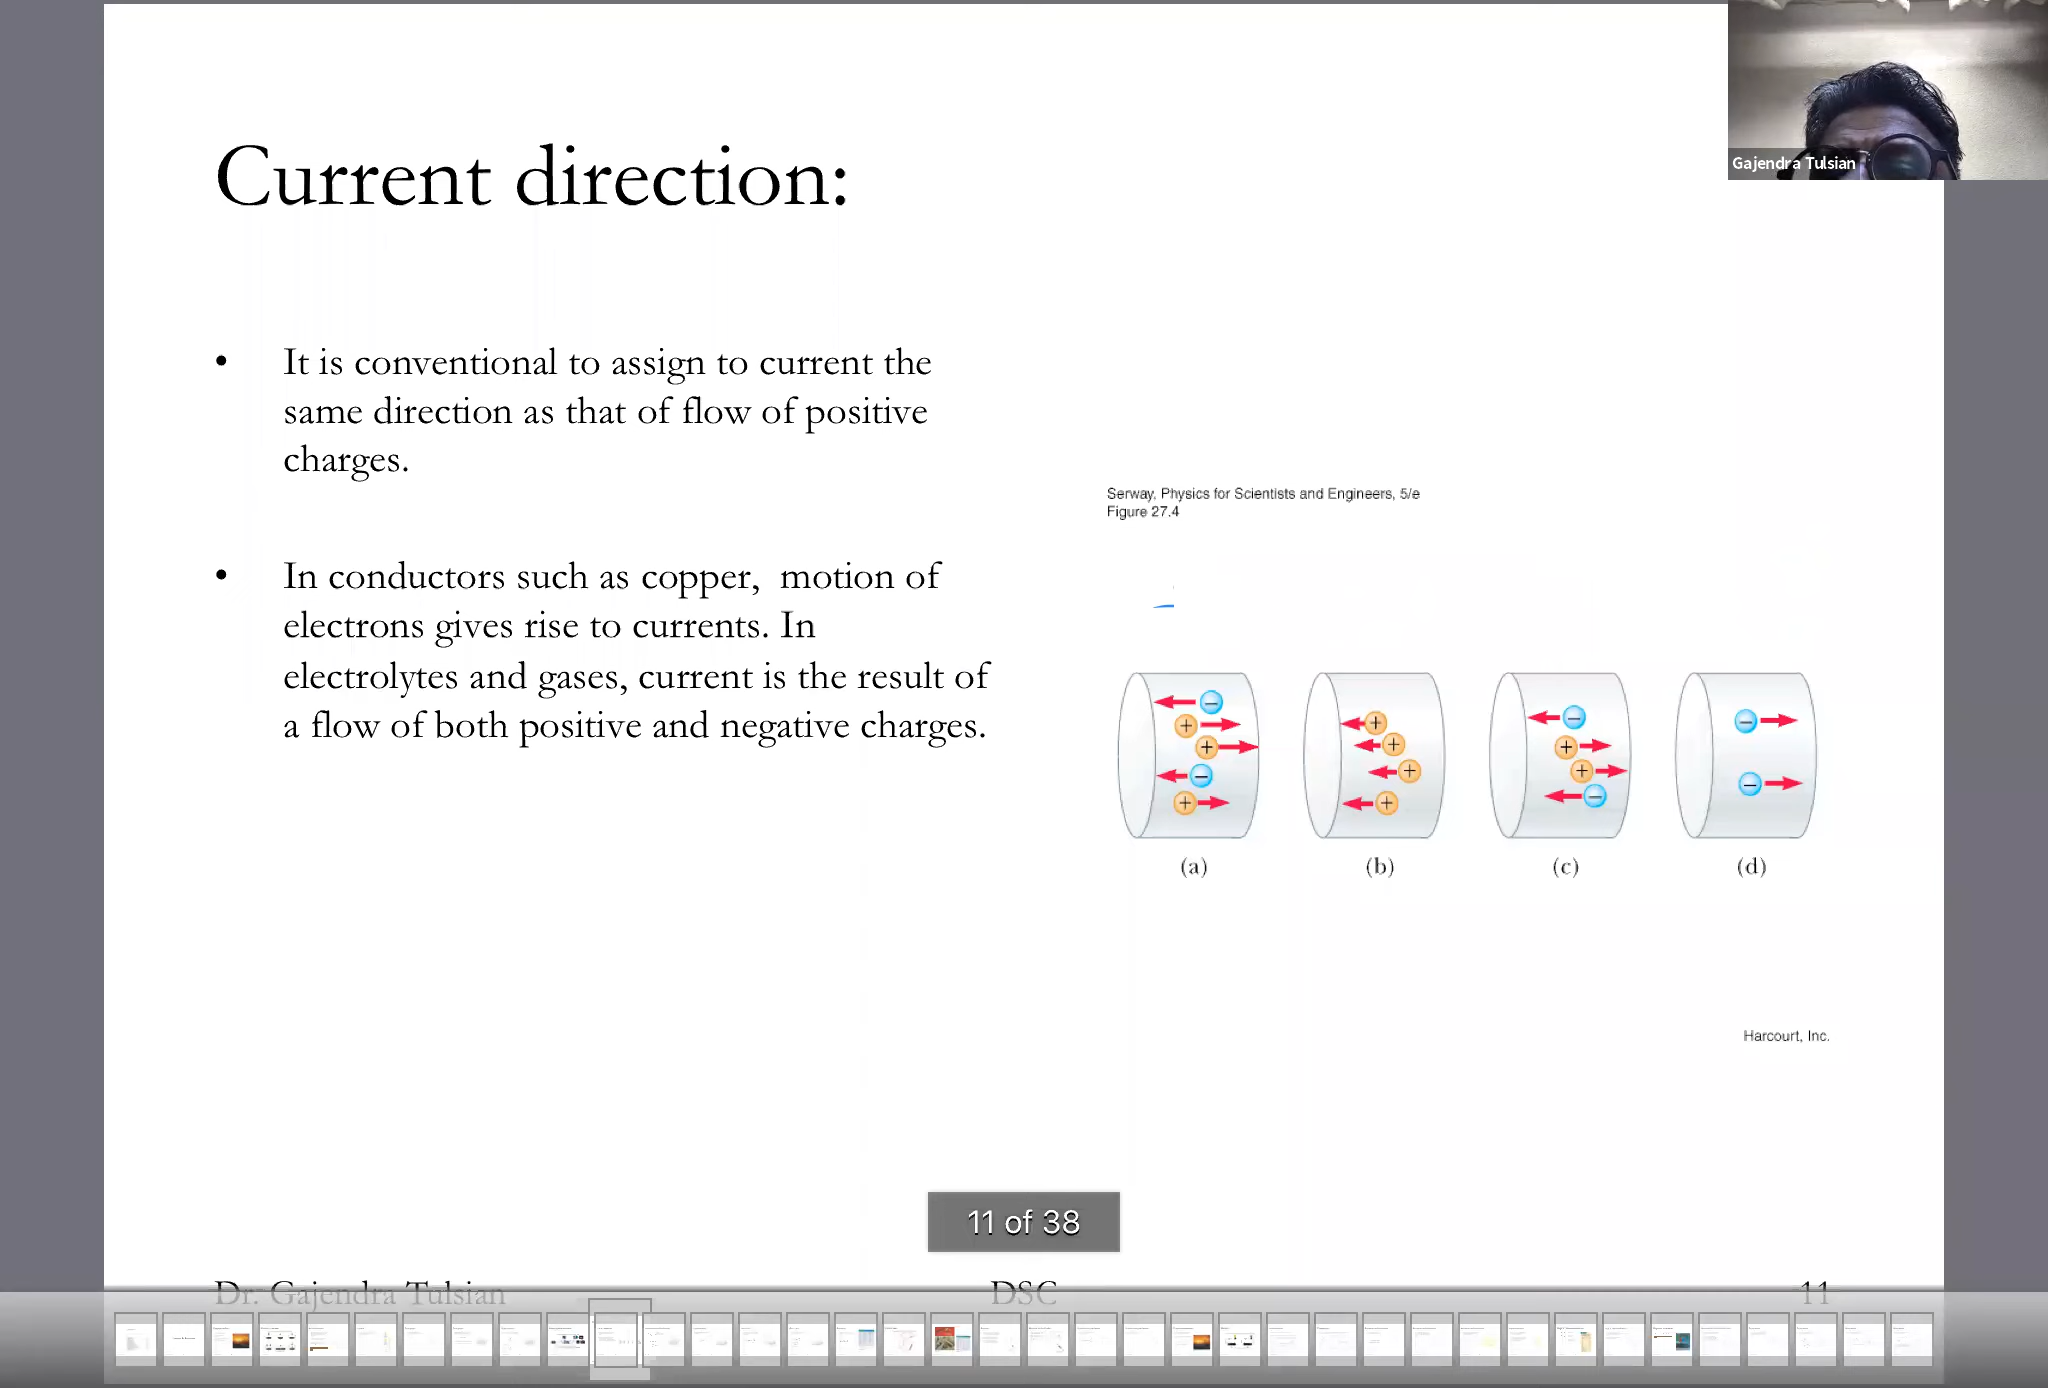 Gajendra Tulsian
Current direction:
• It is conventional to assign to current the
same direction as that of flow of positive
charges.
• In conductors such as copper,  motion of
electrons gives rise to currents. In
electrolytes and gases, current is the result of
a flow of both positive and negative charges.
Serway, Physics for Scientists and Engineers, 5/e
Figure 27.4
(a) (b) (c) (d)
Harcourt, Inc.
11 of 38
Dr. Gajendra Tulsian DSC 11